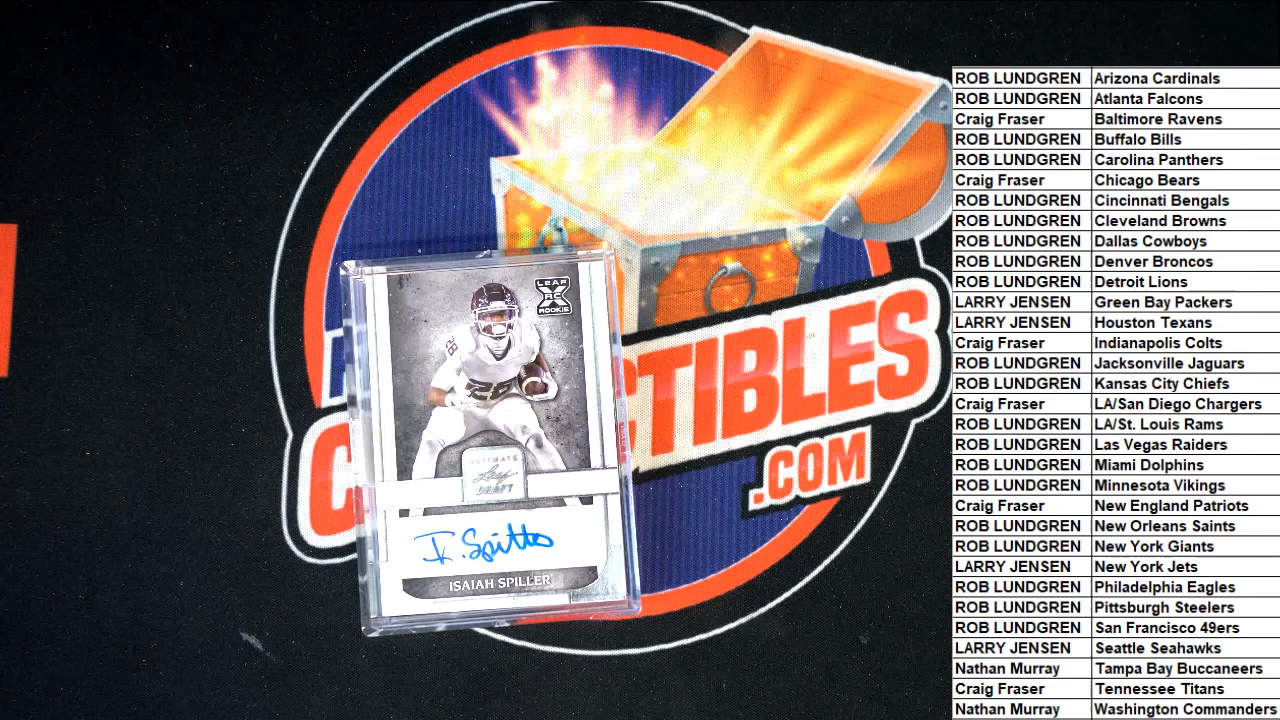 LEAF
RC
ROOKIE
28
ULTIMATE
Leaf
DRAFT
I. Spitto
ISAIAH SPILLER
CTIBLES
.COM
ROB LUNDGREN Arizona Cardinals
ROB LUNDGREN Atlanta Falcons
Craig Fraser Baltimore Ravens
ROB LUNDGREN Buffalo Bills
ROB LUNDGREN Carolina Panthers
Craig Fraser Chicago Bears
ROB LUNDGREN Cincinnati Bengals
ROB LUNDGREN Cleveland Browns
ROB LUNDGREN Dallas Cowboys
ROB LUNDGREN Denver Broncos
ROB LUNDGREN Detroit Lions
LARRY JENSEN Green Bay Packers
LARRY JENSEN Houston Texans
Craig Fraser Indianapolis Colts
ROB LUNDGREN Jacksonville Jaguars
ROB LUNDGREN Kansas City Chiefs
Craig Fraser LA/San Diego Chargers
ROB LUNDGREN LA/St. Louis Rams
ROB LUNDGREN Las Vegas Raiders
ROB LUNDGREN Miami Dolphins
ROB LUNDGREN Minnesota Vikings
Craig Fraser New England Patriots
ROB LUNDGREN New Orleans Saints
ROB LUNDGREN New York Giants
LARRY JENSEN New York Jets
ROB LUNDGREN Philadelphia Eagles
ROB LUNDGREN Pittsburgh Steelers
ROB LUNDGREN San Francisco 49ers
LARRY JENSEN Seattle Seahawks
Nathan Murray Tampa Bay Buccaneers
Craig Fraser Tennessee Titans
Nathan Murray Washington Commanders